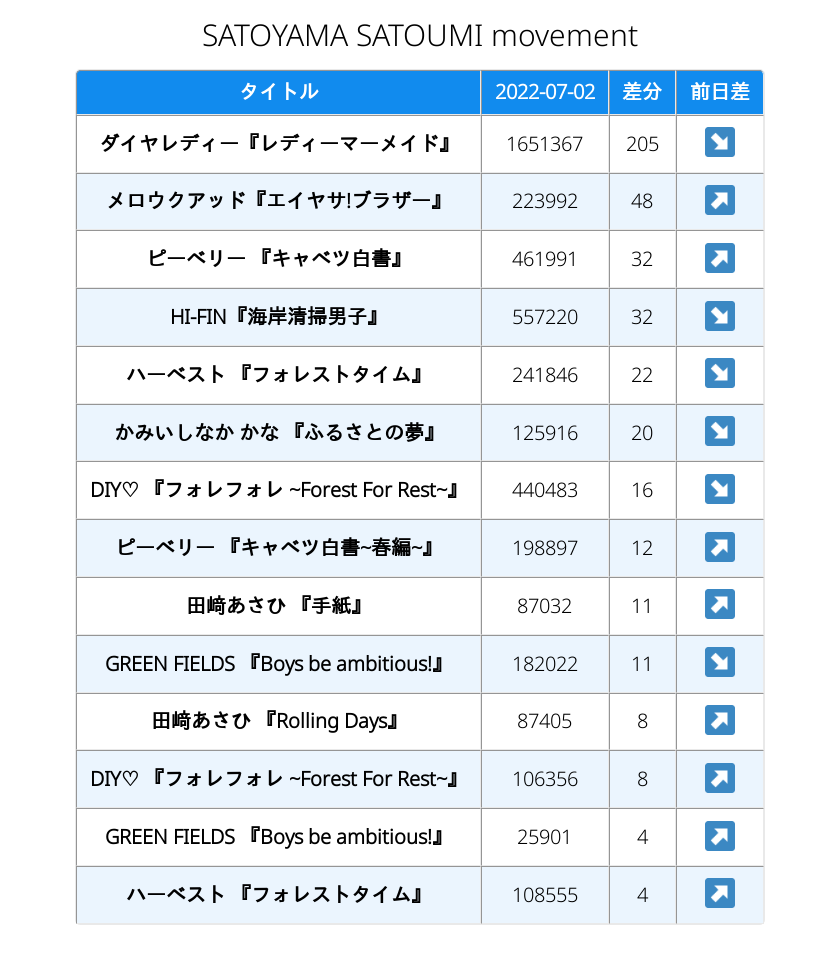 SATOYAMA SATOUMI movement
タイトル 2022-07-02 差分 前日差
ダイヤレディー『レディーマーメイド』 1651367 205 ↘
メロウクアッド『エイヤサ!ブラザー』 223992 48 ↗
ピーベリー 『キャベツ白書』 461991 32 ↗
HI-FIN『海岸清掃男子』 557220 32 ↘
ハーベスト 『フォレストタイム』 241846 22 ↘
かみいしなか かな 『ふるさとの夢』 125916 20 ↘
DIY♡ 『フォレフォレ ~Forest For Rest~』 440483 16 ↘
ピーベリー 『キャベツ白書~春編~』 198897 12 ↗
田﨑あさひ 『手紙』 87032 11 ↗
GREEN FIELDS 『Boys be ambitious!』 182022 11 ↘
田﨑あさひ 『Rolling Days』 87405 8 ↗
DIY♡ 『フォレフォレ ~Forest For Rest~』 106356 8 ↗
GREEN FIELDS 『Boys be ambitious!』 25901 4 ↗
ハーベスト 『フォレストタイム』 108555 4 ↗